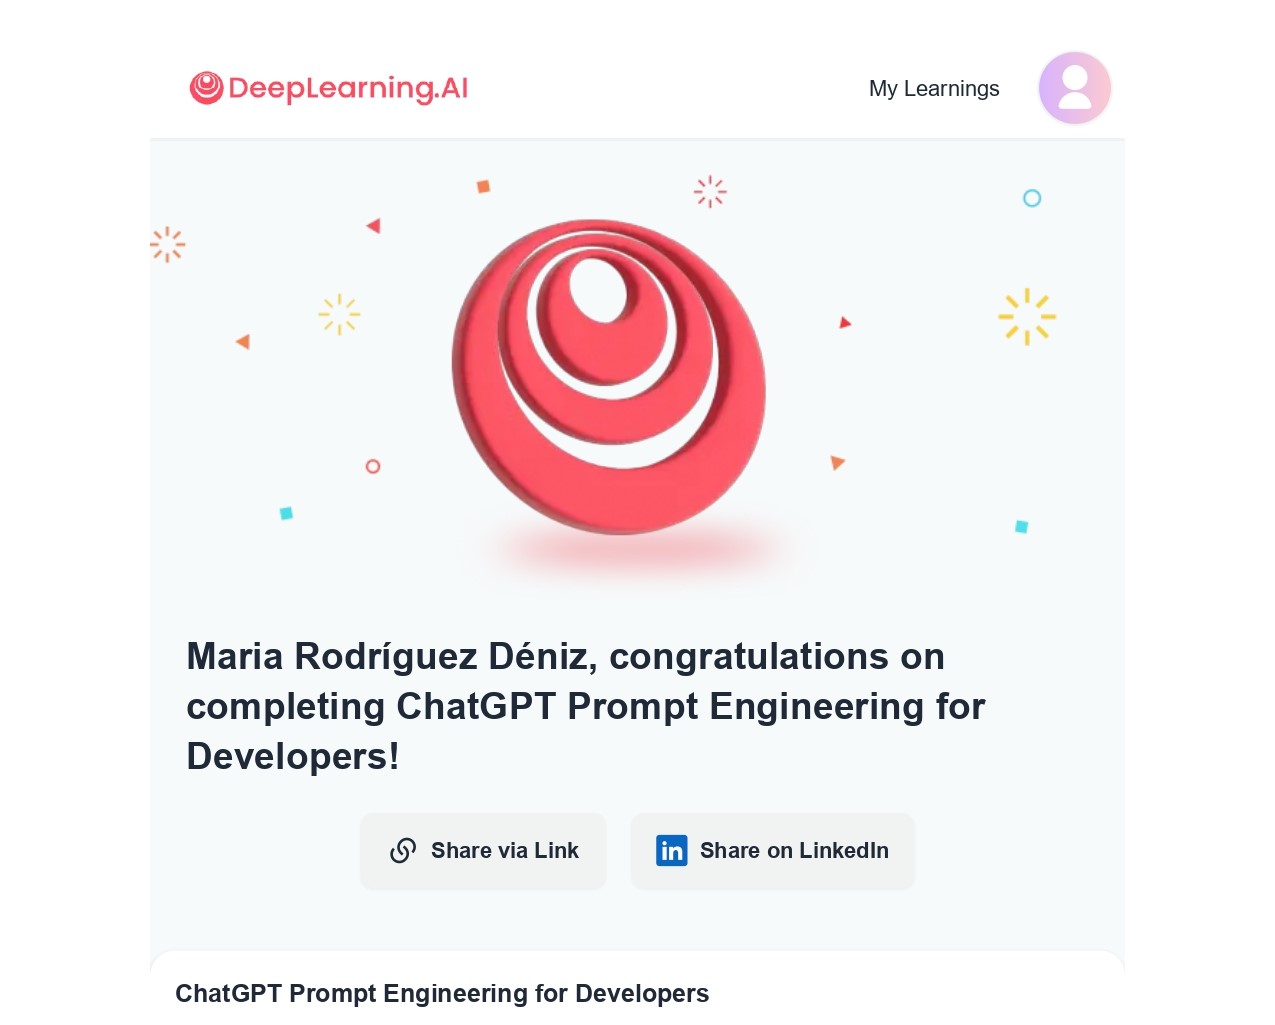 DeepLearning.AI
My Learnings
Maria Rodríguez Déniz, congratulations on
completing ChatGPT Prompt Engineering for
Developers!
Share via Link
Share on LinkedIn
ChatGPT Prompt Engineering for Developers